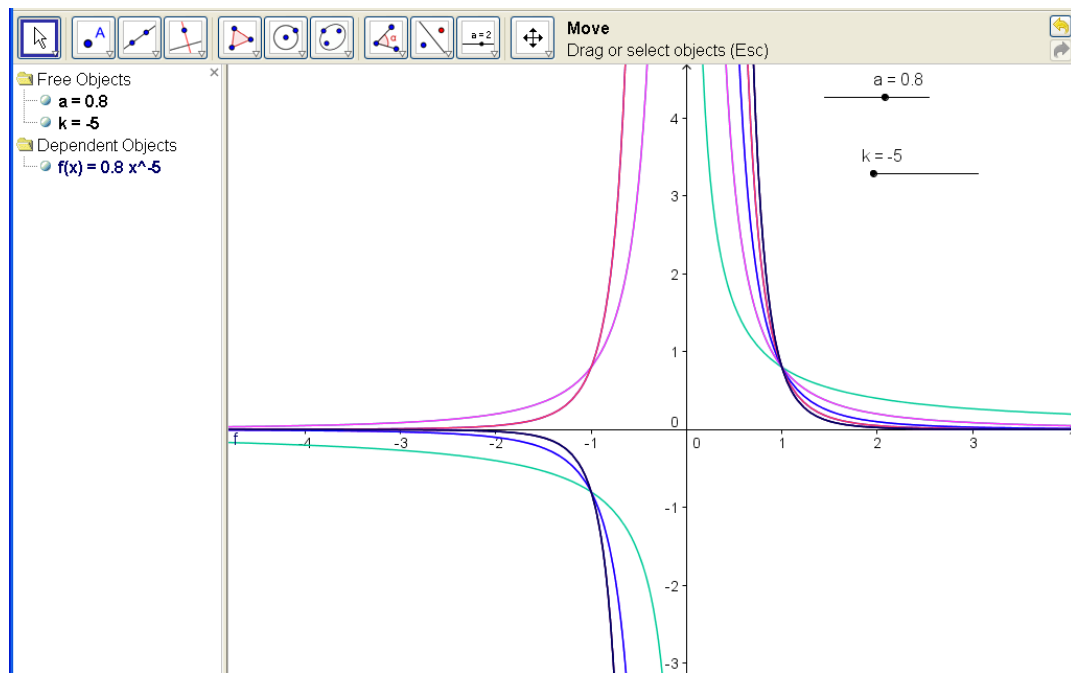 A
α
a = 2
Move
Drag or select objects (Esc)
Free Objects
a = 0.8
k = -5
Dependent Objects
f(x) = 0.8 x^-5
a = 0.8
k = -5
4
3
2
1
0
f
-4
-3
-2
-1
0
1
2
3
-1
-2
-3